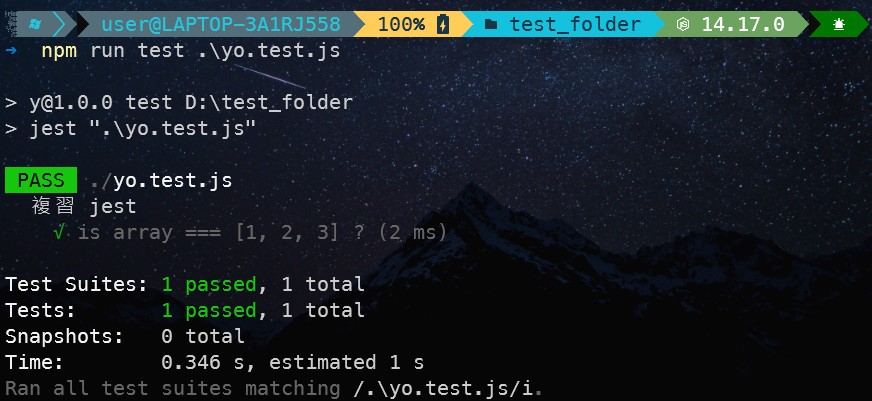 user@LAPTOP-3A1RJ558 100% test_folder 14.17.0
→ npm run test .\yo.test.js
> y@1.0.0 test D:\test_folder
> jest ".\yo.test.js"
PASS ./yo.test.js
複習 jest
√ is array === [1, 2, 3] ? (2 ms)
Test Suites: 1 passed, 1 total
Tests: 1 passed, 1 total
Snapshots: 0 total
Time: 0.346 s, estimated 1 s
Ran all test suites matching /.\yo.test.js/i.